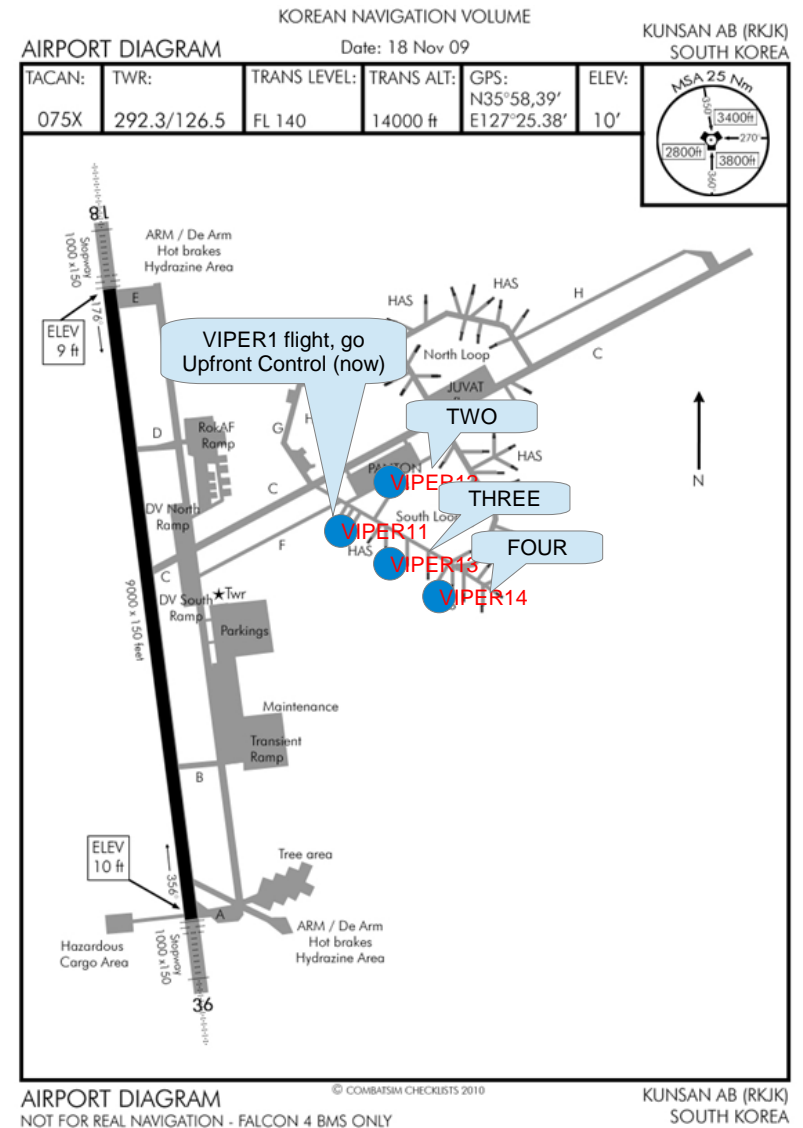 KOREAN NAVIGATION VOLUME
AIRPORT DIAGRAM
Date: 18 Nov 09
KUNSAN AB (RKJK)
SOUTH KOREA
TACAN:
075X
TWR:
292.3/126.5
TRANS LEVEL:
FL 140
TRANS ALT:
14000 ft
GPS:
N35°58,39’
E127°25.38’
ELEV:
10’
MSA 25 Nm
350°
3400ft
270°
2800ft
3800ft
360°
18
Stopway
1000 x150
ARM / De Arm
Hot brakes
Hydrazine Area
E
176°
ELEV
9 ft
HAS
HAS
H
C
North Loop
JUVAT
VIPER1 flight, go
Upfront Control (now)
H
G
D
RokAF
Ramp
TWO
PANTON
VIPER12
HAS
N
C
THREE
DV North
Ramp
South Loop
VIPER11
F
HAS
FOUR
VIPER13
C
DV South
Ramp
Twr
VIPER14
9000 x 150 feet
Parkings
Maintenance
Transient
Ramp
B
ELEV
10 ft
356°
Tree area
A
Hazardous
Cargo Area
Stopway
1000 x150
ARM / De Arm
Hot brakes
Hydrazine Area
36
© COMBATSIM CHECKLISTS 2010
AIRPORT DIAGRAM
NOT FOR REAL NAVIGATION - FALCON 4 BMS ONLY
KUNSAN AB (RKJK)
SOUTH KOREA